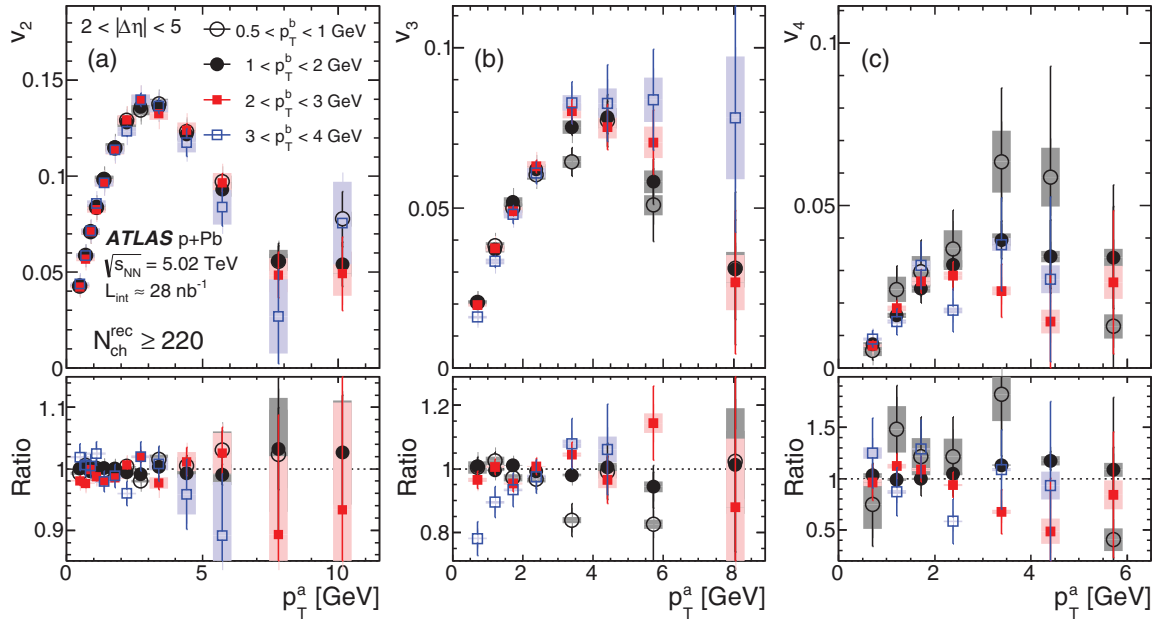 v2
2 < |Δη| < 5
(a)
0.5 < p_T^b < 1 GeV
1 < p_T^b < 2 GeV
2 < p_T^b < 3 GeV
3 < p_T^b < 4 GeV
ATLAS p+Pb
√s_NN = 5.02 TeV
L_int ≈ 28 nb^-1
N_ch^rec ≥ 220
0.2
0.15
0.1
0.05
0
v3
(b)
0.1
0.05
0
v4
(c)
0.1
0.05
0
Ratio
1.1
1
0.9
0 5 10
p_T^a [GeV]
Ratio
1.2
1
0.8
0 2 4 6 8
p_T^a [GeV]
Ratio
1.5
1
0.5
0 2 4 6
p_T^a [GeV]